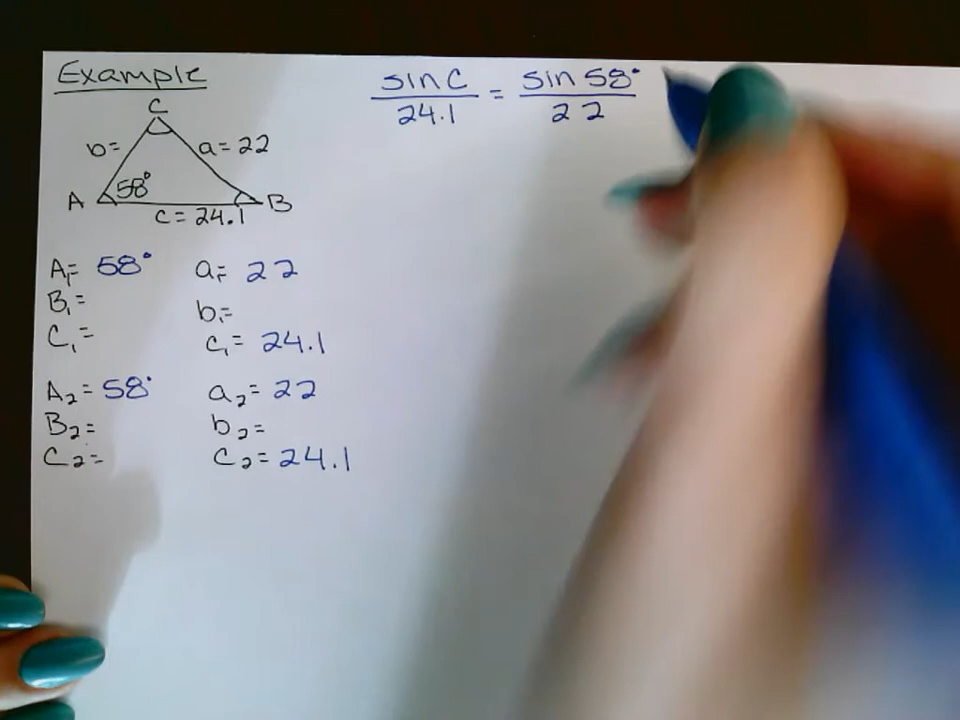 Example
sin C / 24.1 = sin 58° / 22
C
b= a = 22
A 58° B
c = 24.1
A₁= 58° a₁= 22
B₁= b₁=
C₁= c₁= 24.1
A₂= 58° a₂= 22
B₂= b₂=
C₂= c₂= 24.1